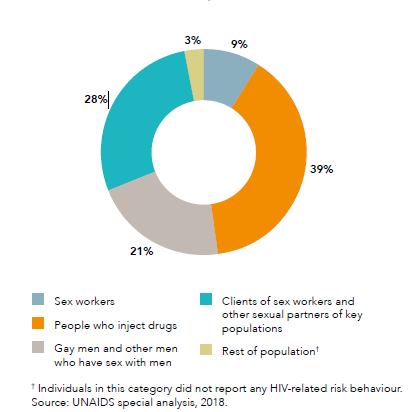 3%
9%
28%
39%
21%
Sex workers
People who inject drugs
Gay men and other men
who have sex with men
Clients of sex workers and
other sexual partners of key
populations
Rest of population†
† Individuals in this category did not report any HIV-related risk behaviour.
Source: UNAIDS special analysis, 2018.